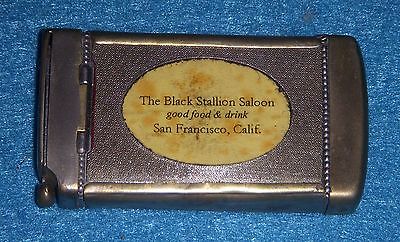 The Black Stallion Saloon
good food & drink
San Francisco, Calif.